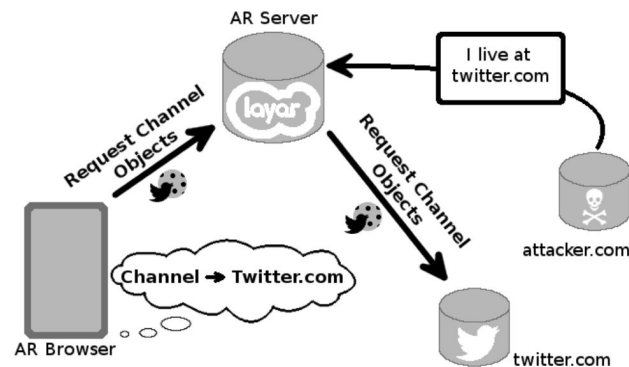 AR Server
layar
I live at
twitter.com
Request Channel
Objects
Request Channel
Objects
attacker.com
Channel → Twitter.com
AR Browser
twitter.com